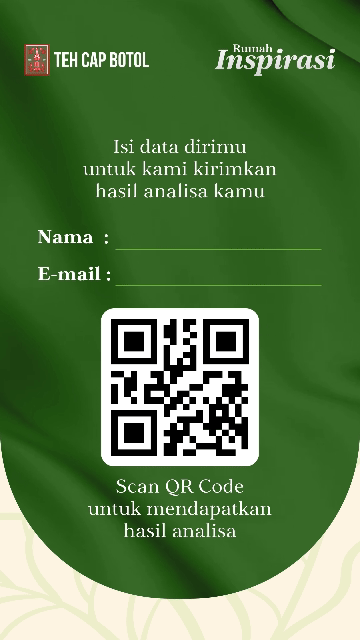 TEH CAP BOTOL
Rumah
Inspirasi
Isi data dirimu
untuk kami kirimkan
hasil analisa kamu
Nama :
E-mail :
Scan QR Code
untuk mendapatkan
hasil analisa